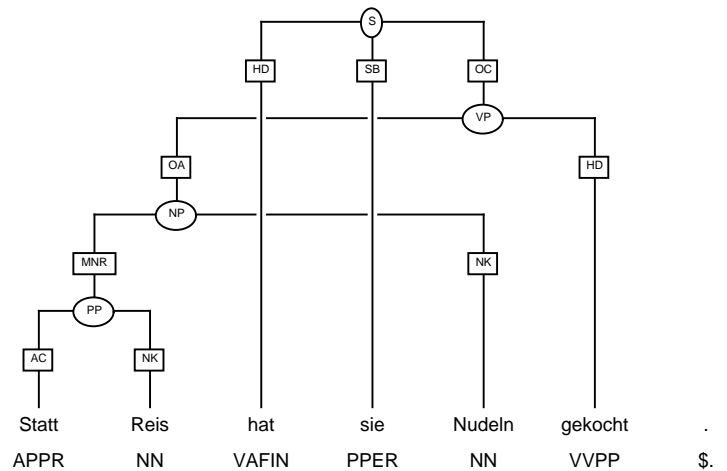 S
HD SB OC
VP
OA HD
NP
MNR NK
PP
AC NK
Statt Reis hat sie Nudeln gekocht .
APPR NN VAFIN PPER NN VVPP $.